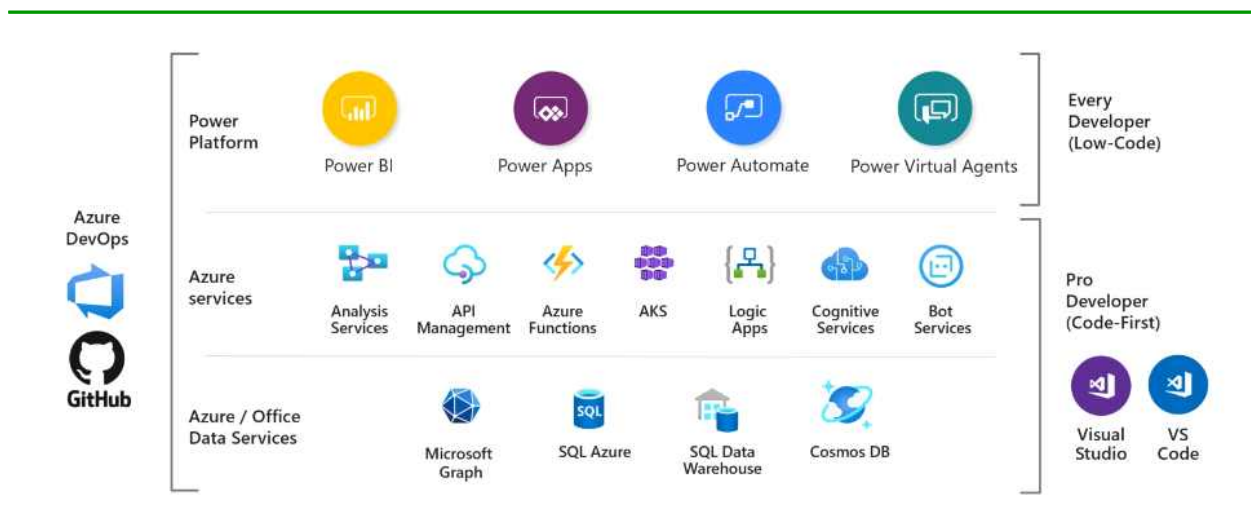 Azure
DevOps
GitHub
Power
Platform
Power BI
Power Apps
Power Automate
Power Virtual Agents
Every
Developer
(Low-Code)
Azure
services
Analysis
Services
API
Management
Azure
Functions
AKS
Logic
Apps
Cognitive
Services
Bot
Services
Pro
Developer
(Code-First)
Visual
Studio
VS
Code
Azure / Office
Data Services
Microsoft
Graph
SQL
SQL Azure
SQL Data
Warehouse
Cosmos DB